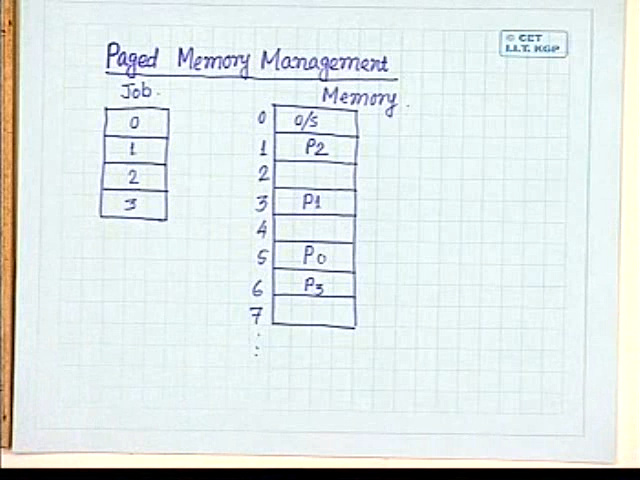 © CET
I.I.T. KGP
Paged Memory Management
Job.
Memory.
0
1
2
3
0 O/S
1 P2
2
3 P1
4
5 P0
6 P3
7